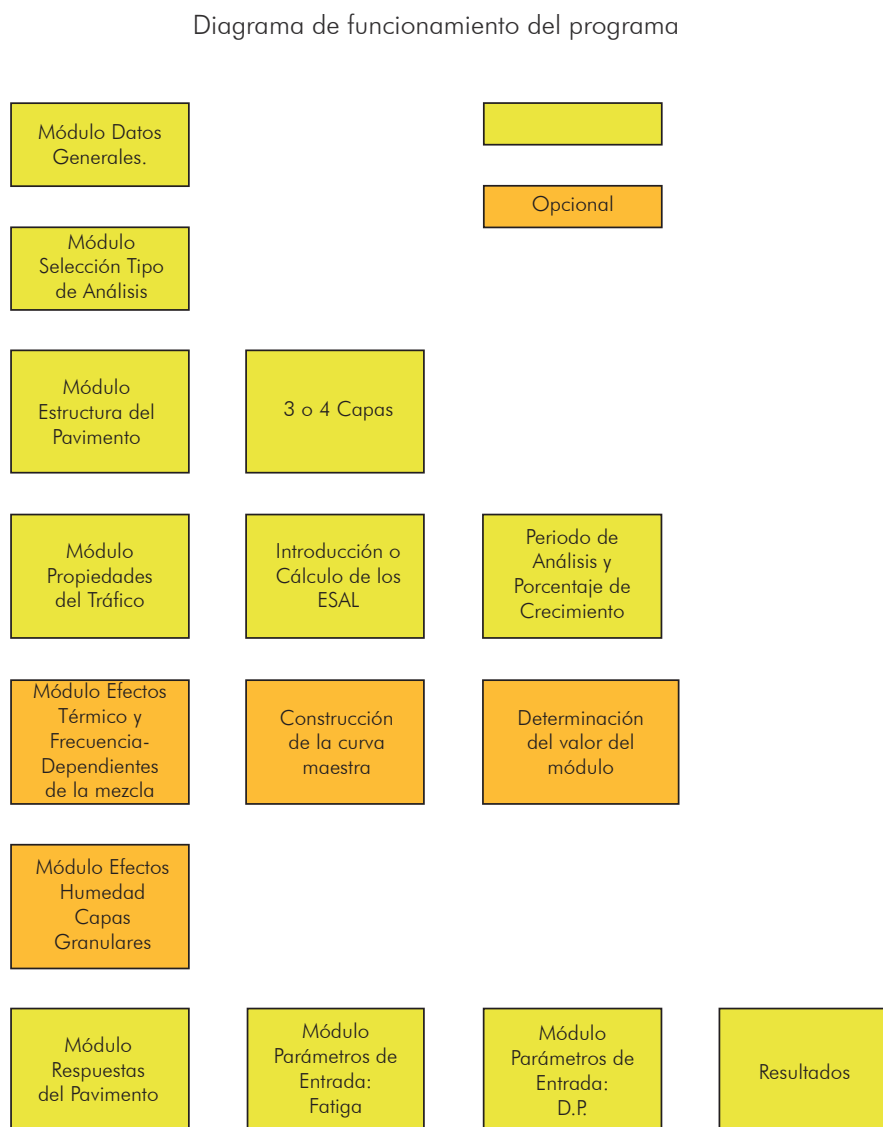 Diagrama de funcionamiento del programa
Módulo Datos
Generales.
Opcional
Módulo
Selección Tipo
de Análisis
Módulo
Estructura del
Pavimento
3 o 4 Capas
Módulo
Propiedades
del Tráfico
Introducción o
Cálculo de los
ESAL
Periodo de
Análisis y
Porcentaje de
Crecimiento
Módulo Efectos
Térmico y
Frecuencia-
Dependientes
de la mezcla
Construcción
de la curva
maestra
Determinación
del valor del
módulo
Módulo Efectos
Humedad
Capas
Granulares
Módulo
Respuestas
del Pavimento
Módulo
Parámetros de
Entrada:
Fatiga
Módulo
Parámetros de
Entrada:
D.P.
Resultados